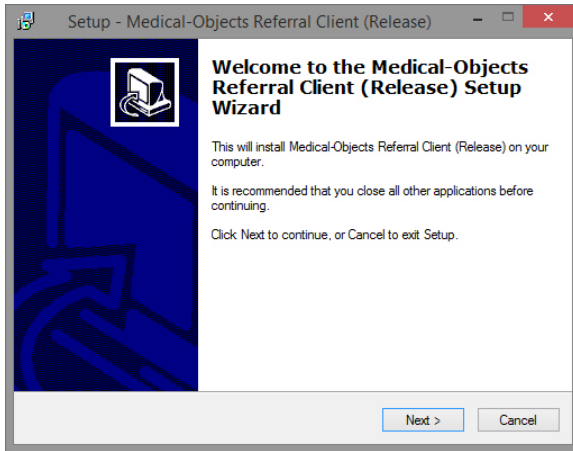 Setup - Medical-Objects Referral Client (Release)
Welcome to the Medical-Objects
Referral Client (Release) Setup
Wizard
This will install Medical-Objects Referral Client (Release) on your
computer.
It is recommended that you close all other applications before
continuing.
Click Next to continue, or Cancel to exit Setup.
Next >
Cancel